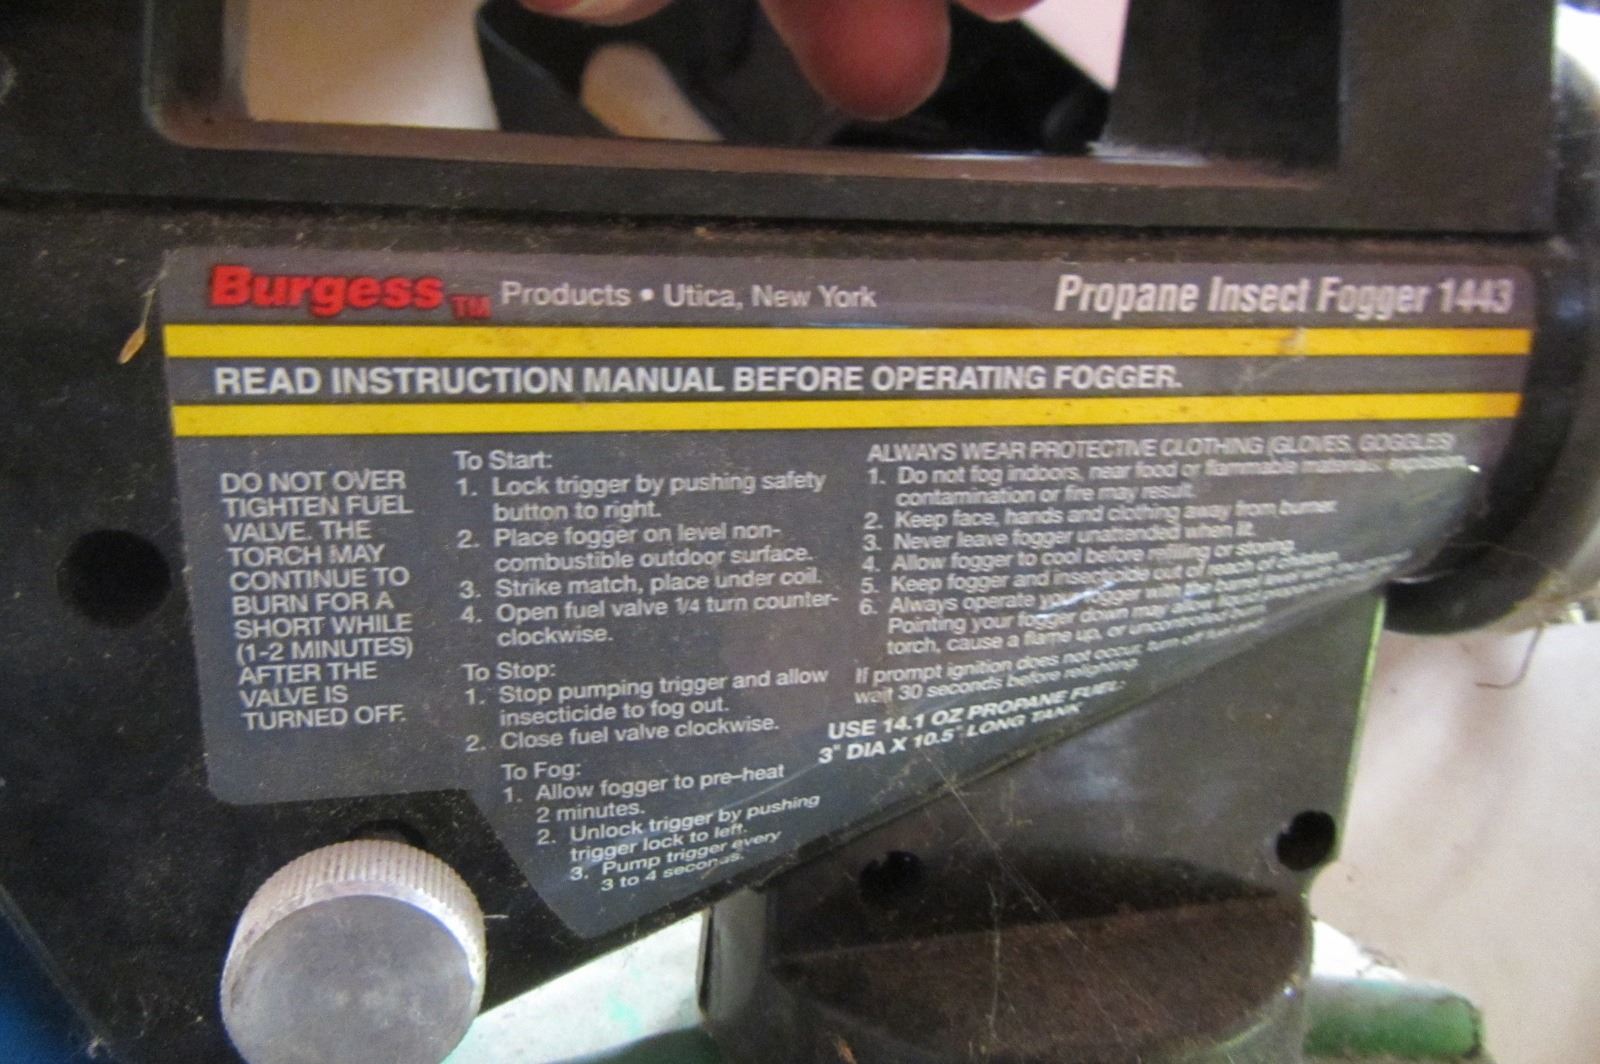 Burgess TM Products • Utica, New York Propane Insect Fogger 1443
READ INSTRUCTION MANUAL BEFORE OPERATING FOGGER.
DO NOT OVER
TIGHTEN FUEL
VALVE. THE
TORCH MAY
CONTINUE TO
BURN FOR A
SHORT WHILE
(1-2 MINUTES)
AFTER THE
VALVE IS
TURNED OFF.
To Start:
1. Lock trigger by pushing safety
button to right.
2. Place fogger on level non-
combustible outdoor surface.
3. Strike match, place under coil.
4. Open fuel valve 1/4 turn counter-
clockwise.
To Stop:
1. Stop pumping trigger and allow
insecticide to fog out.
2. Close fuel valve clockwise.
To Fog:
1. Allow fogger to pre-heat
2 minutes.
2. Unlock trigger by pushing
trigger lock to left.
3. Pump trigger every
3 to 4 seconds.
ALWAYS WEAR PROTECTIVE CLOTHING (GLOVES, GOGGLES)
1. Do not fog indoors, near food or flammable materials, explosion,
contamination or fire may result.
2. Keep face, hands and clothing away from burner.
3. Never leave fogger unattended when lit.
4. Allow fogger to cool before refilling or storing.
5. Keep fogger and insecticide out of reach of children.
6. Always operate your fogger with the barrel level with the
Pointing your fogger down may allow liquid propane
torch, cause a flame up, or uncontrolled burn.
If prompt ignition does not occur, turn off fuel
wait 30 seconds before relighting.
USE 14.1 OZ PROPANE FUEL:
3" DIA X 10.5" LONG TANK